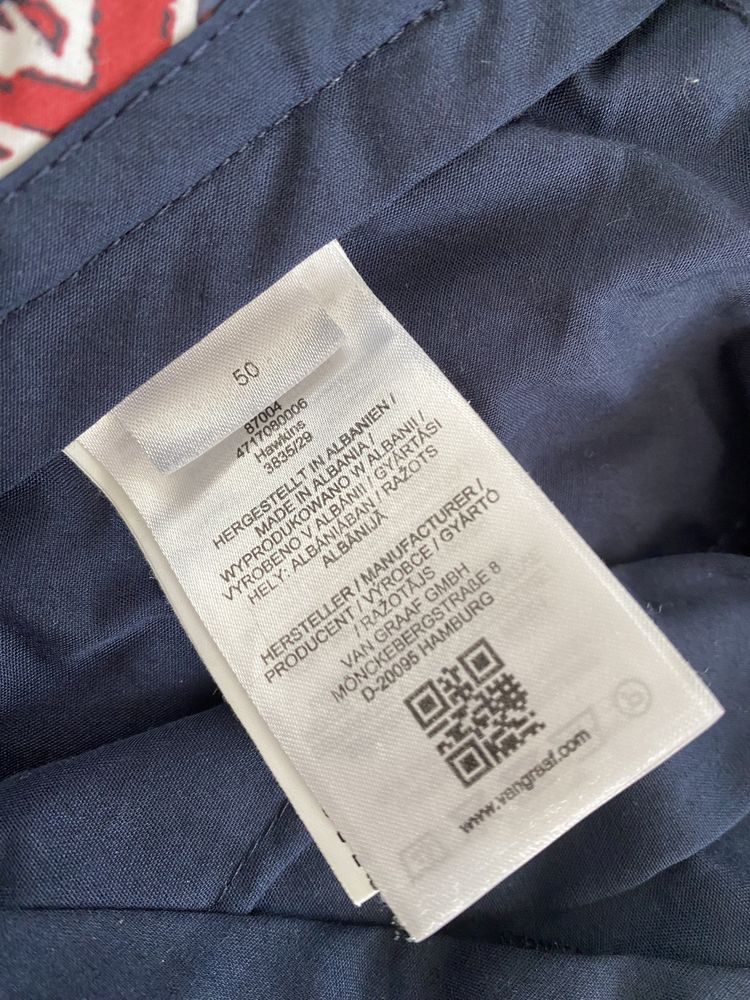 50
87004
4717080006
Hawkins
3835/29
HERGESTELLT IN ALBANIEN /
MADE IN ALBANIA /
WYPRODUKOWANO W ALBANII /
VYROBENO V ALBÁNII / GYÁRTÁSI
HELY: ALBÁNIÁBAN / RAŽOTS
ALBĀNIJĀ
HERSTELLER / MANUFACTURER /
PRODUCENT / VÝROBCE / GYÁRTÓ
/ RAŽOTĀJS
VAN GRAAF GMBH
MÖNCKEBERGSTRAßE 8
D-20095 HAMBURG
www.vangraaf.com